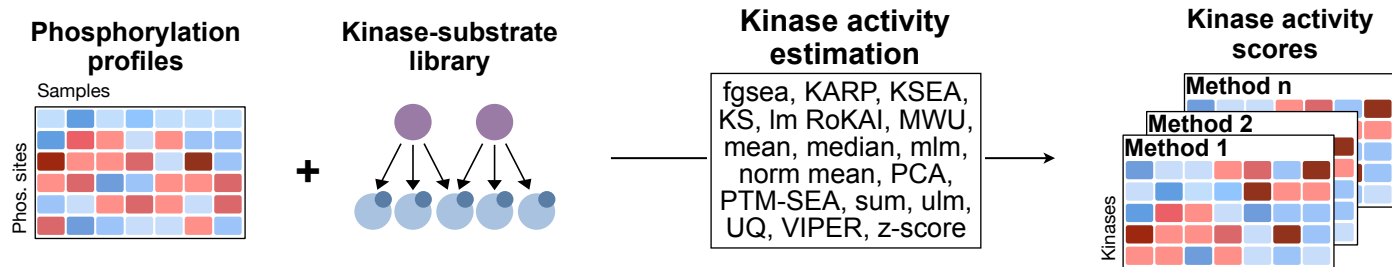 Phosphorylation
profiles
Samples
Phos. sites
+
Kinase-substrate
library
Kinase activity
estimation
fgsea, KARP, KSEA,
KS, lm RoKAI, MWU,
mean, median, mlm,
norm mean, PCA,
PTM-SEA, sum, ulm,
UQ, VIPER, z-score
Kinase activity
scores
Method n
Method 2
Method 1
Kinases